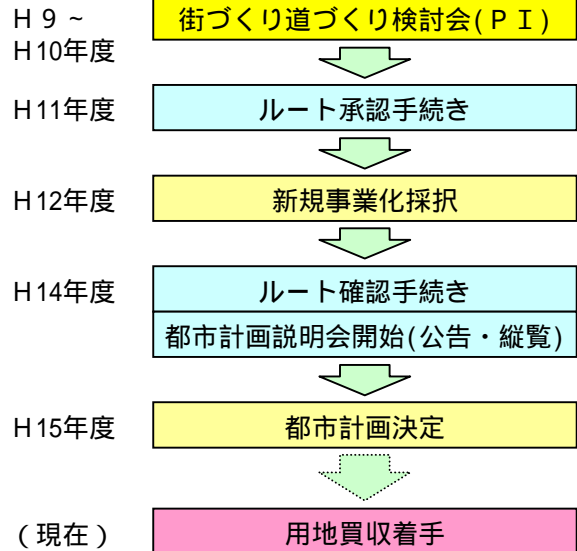 H9~ 街づくり道づくり検討会(PI)
H10年度
H11年度 ルート承認手続き
H12年度 新規事業化採択
H14年度 ルート確認手続き
都市計画説明会開始(公告・縦覧)
H15年度 都市計画決定
(現在) 用地買収着手